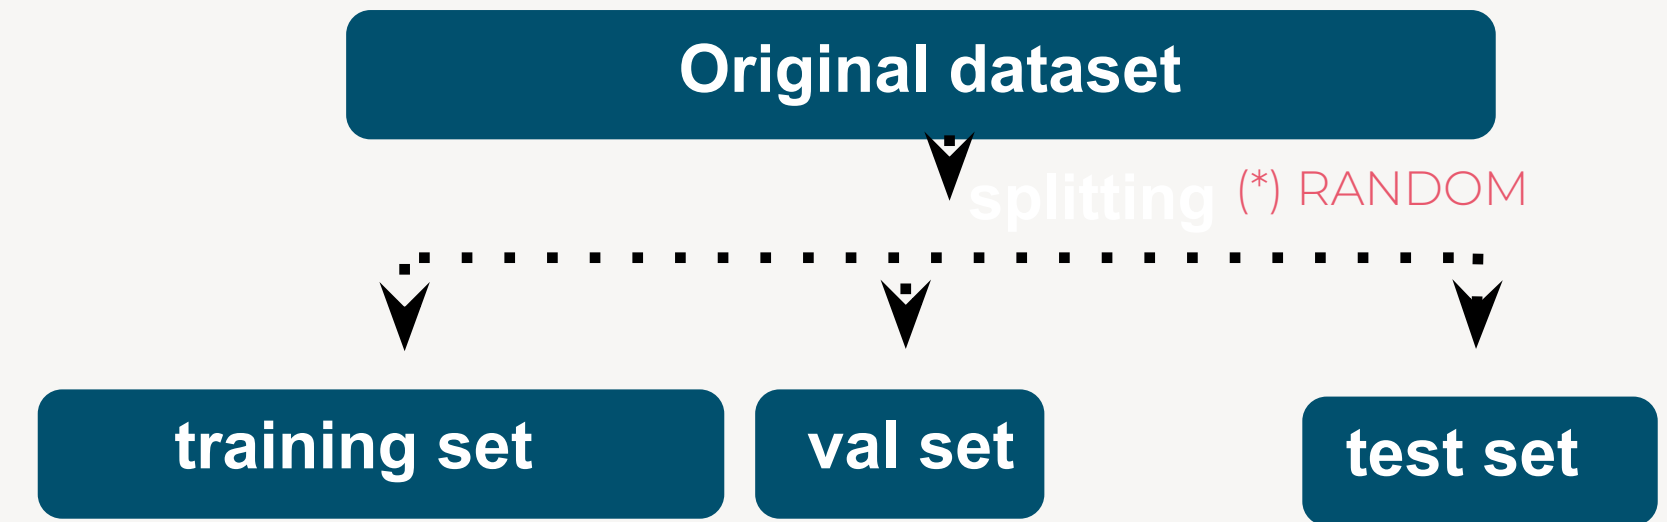 Original dataset
splitting (*) RANDOM
training set
val set
test set